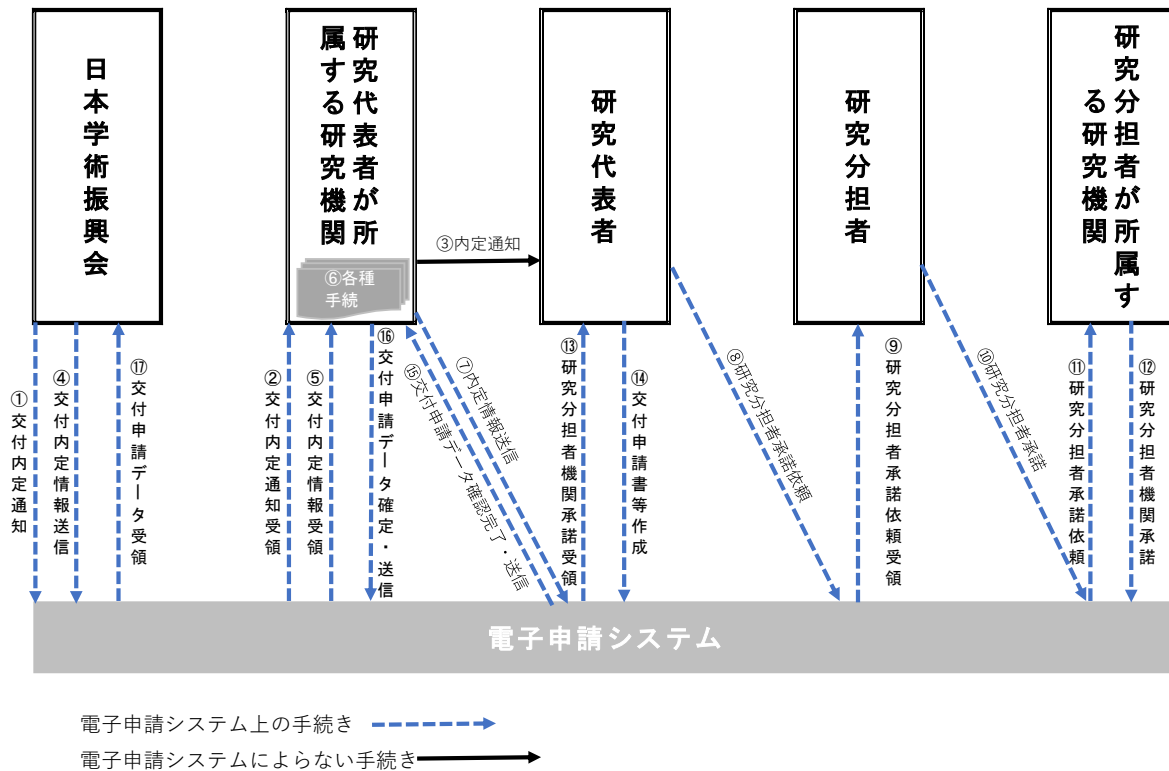 日本学術振興会
研究代表者が所
属する研究機関
研究代表者
研究分担者
研究分担者が所属す
る研究機関
③内定通知
⑥各種
手続
①交付内定通知
④交付内定情報送信
⑰交付申請データ受領
②交付内定通知受領
⑤交付内定情報受領
⑯交付申請データ確定・送信
⑮交付申請データ確認完了・送信
⑦内定情報送信
⑬研究分担者機関承諾受領
⑭交付申請書等作成
⑧研究分担者承諾依頼
⑨研究分担者承諾依頼受領
⑩研究分担者承諾
⑪研究分担者承諾依頼
⑫研究分担者機関承諾
電子申請システム
電子申請システム上の手続き
電子申請システムによらない手続き